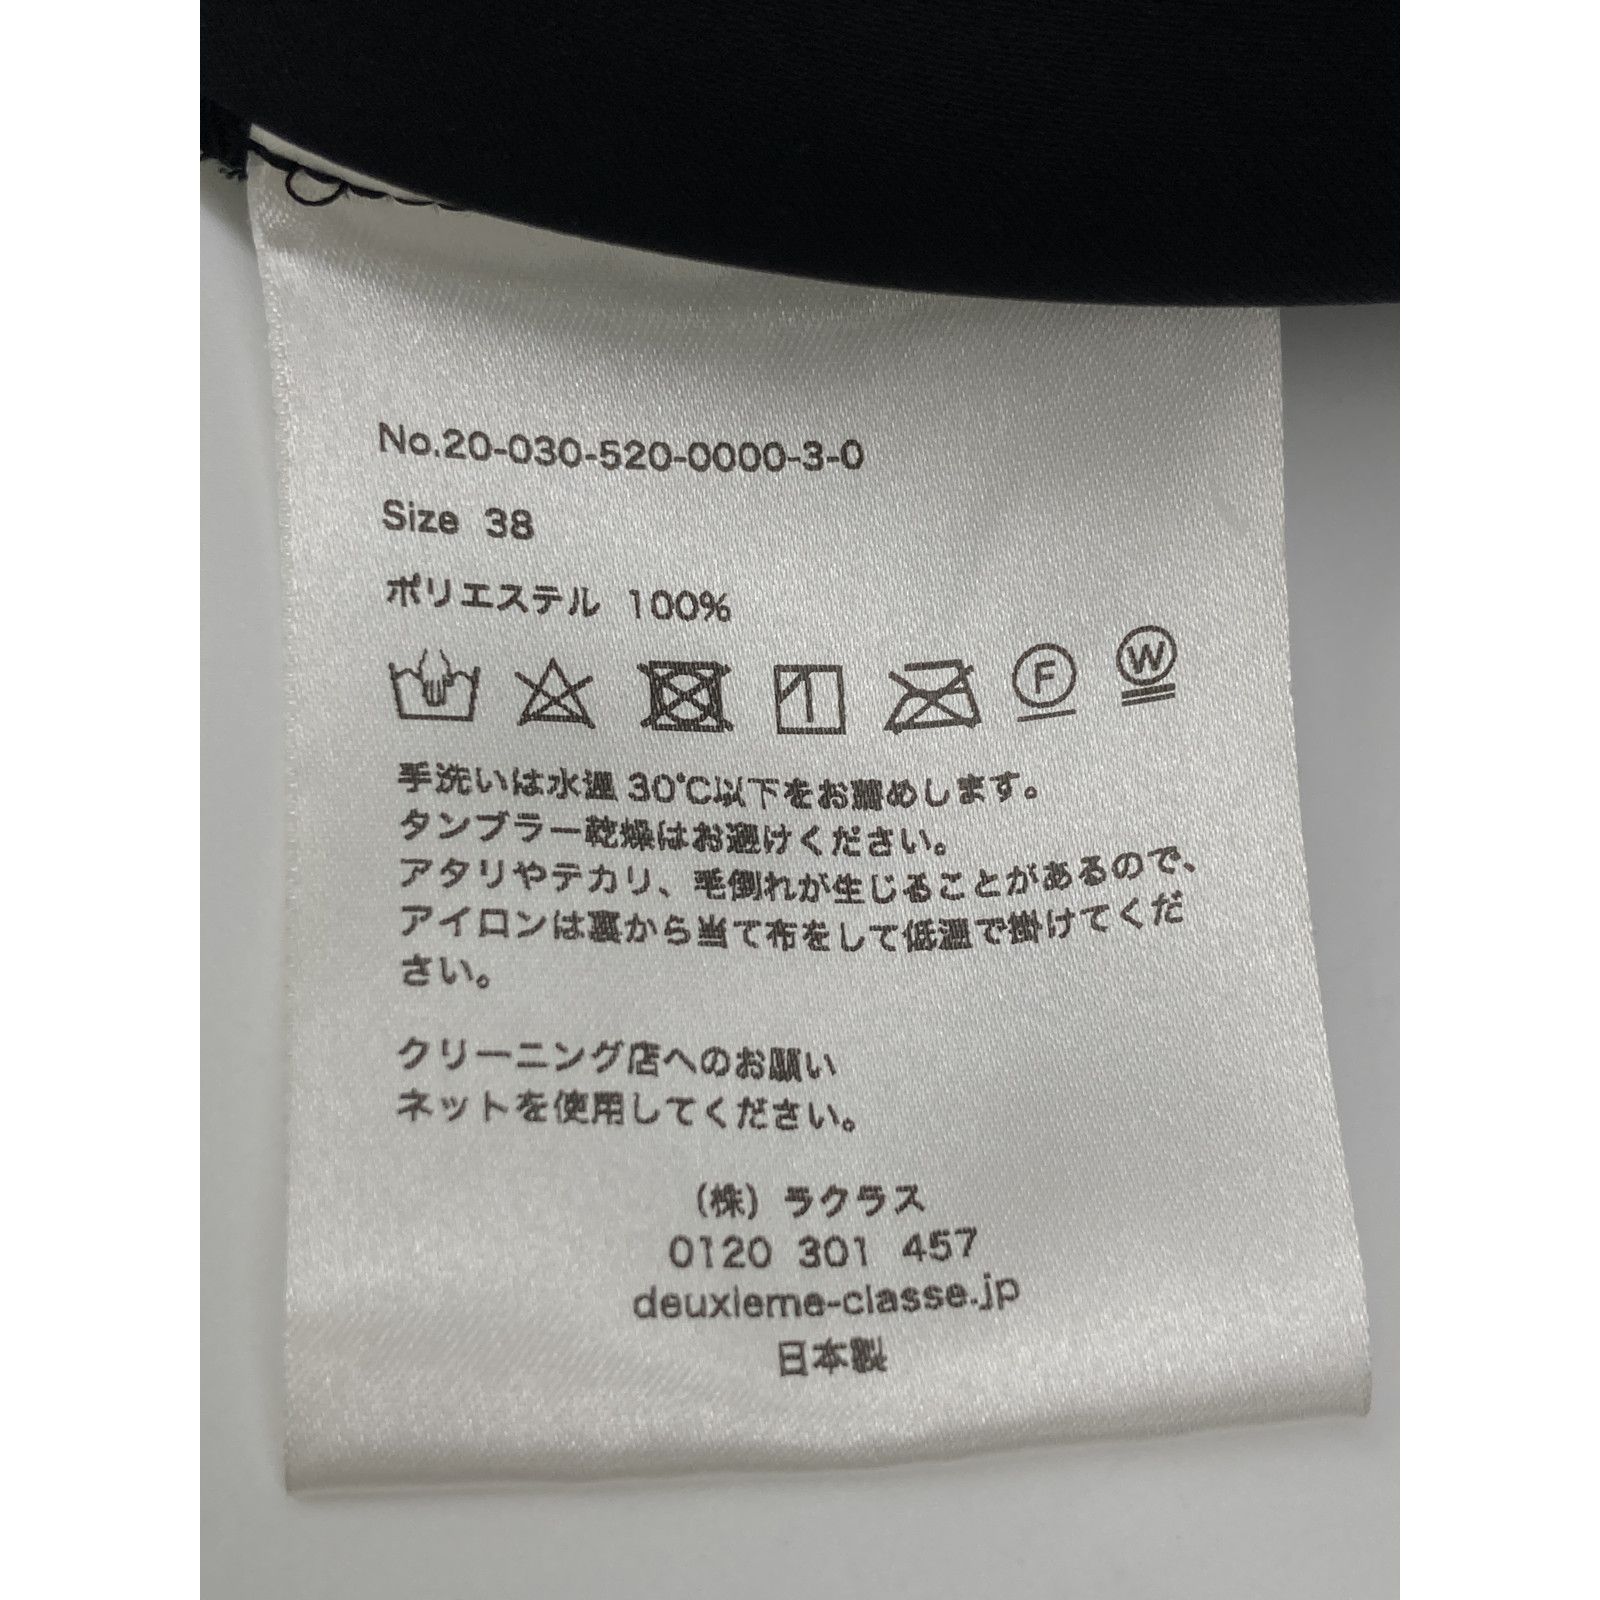 No.20-030-520-0000-3-0
Size 38
ポリエステル 100%
F W
手洗いは水温 30℃以下をお薦めします。
タンブラー乾燥はお避けください。
アタリやテカリ、毛倒れが生じることがあるので、
アイロンは裏から当て布をして低温で掛けてくだ
さい。
クリーニング店へのお願い
ネットを使用してください。
（株）ラクラス
0120 301 457
deuxieme-classe.jp
日本製